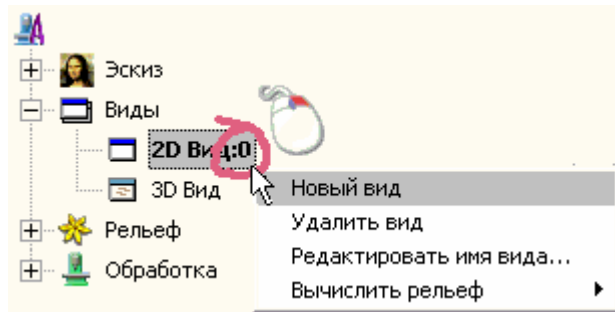 Эскиз
Виды
2D Вид:0
3D Вид
Рельеф
Обработка
Новый вид
Удалить вид
Редактировать имя вида...
Вычислить рельеф